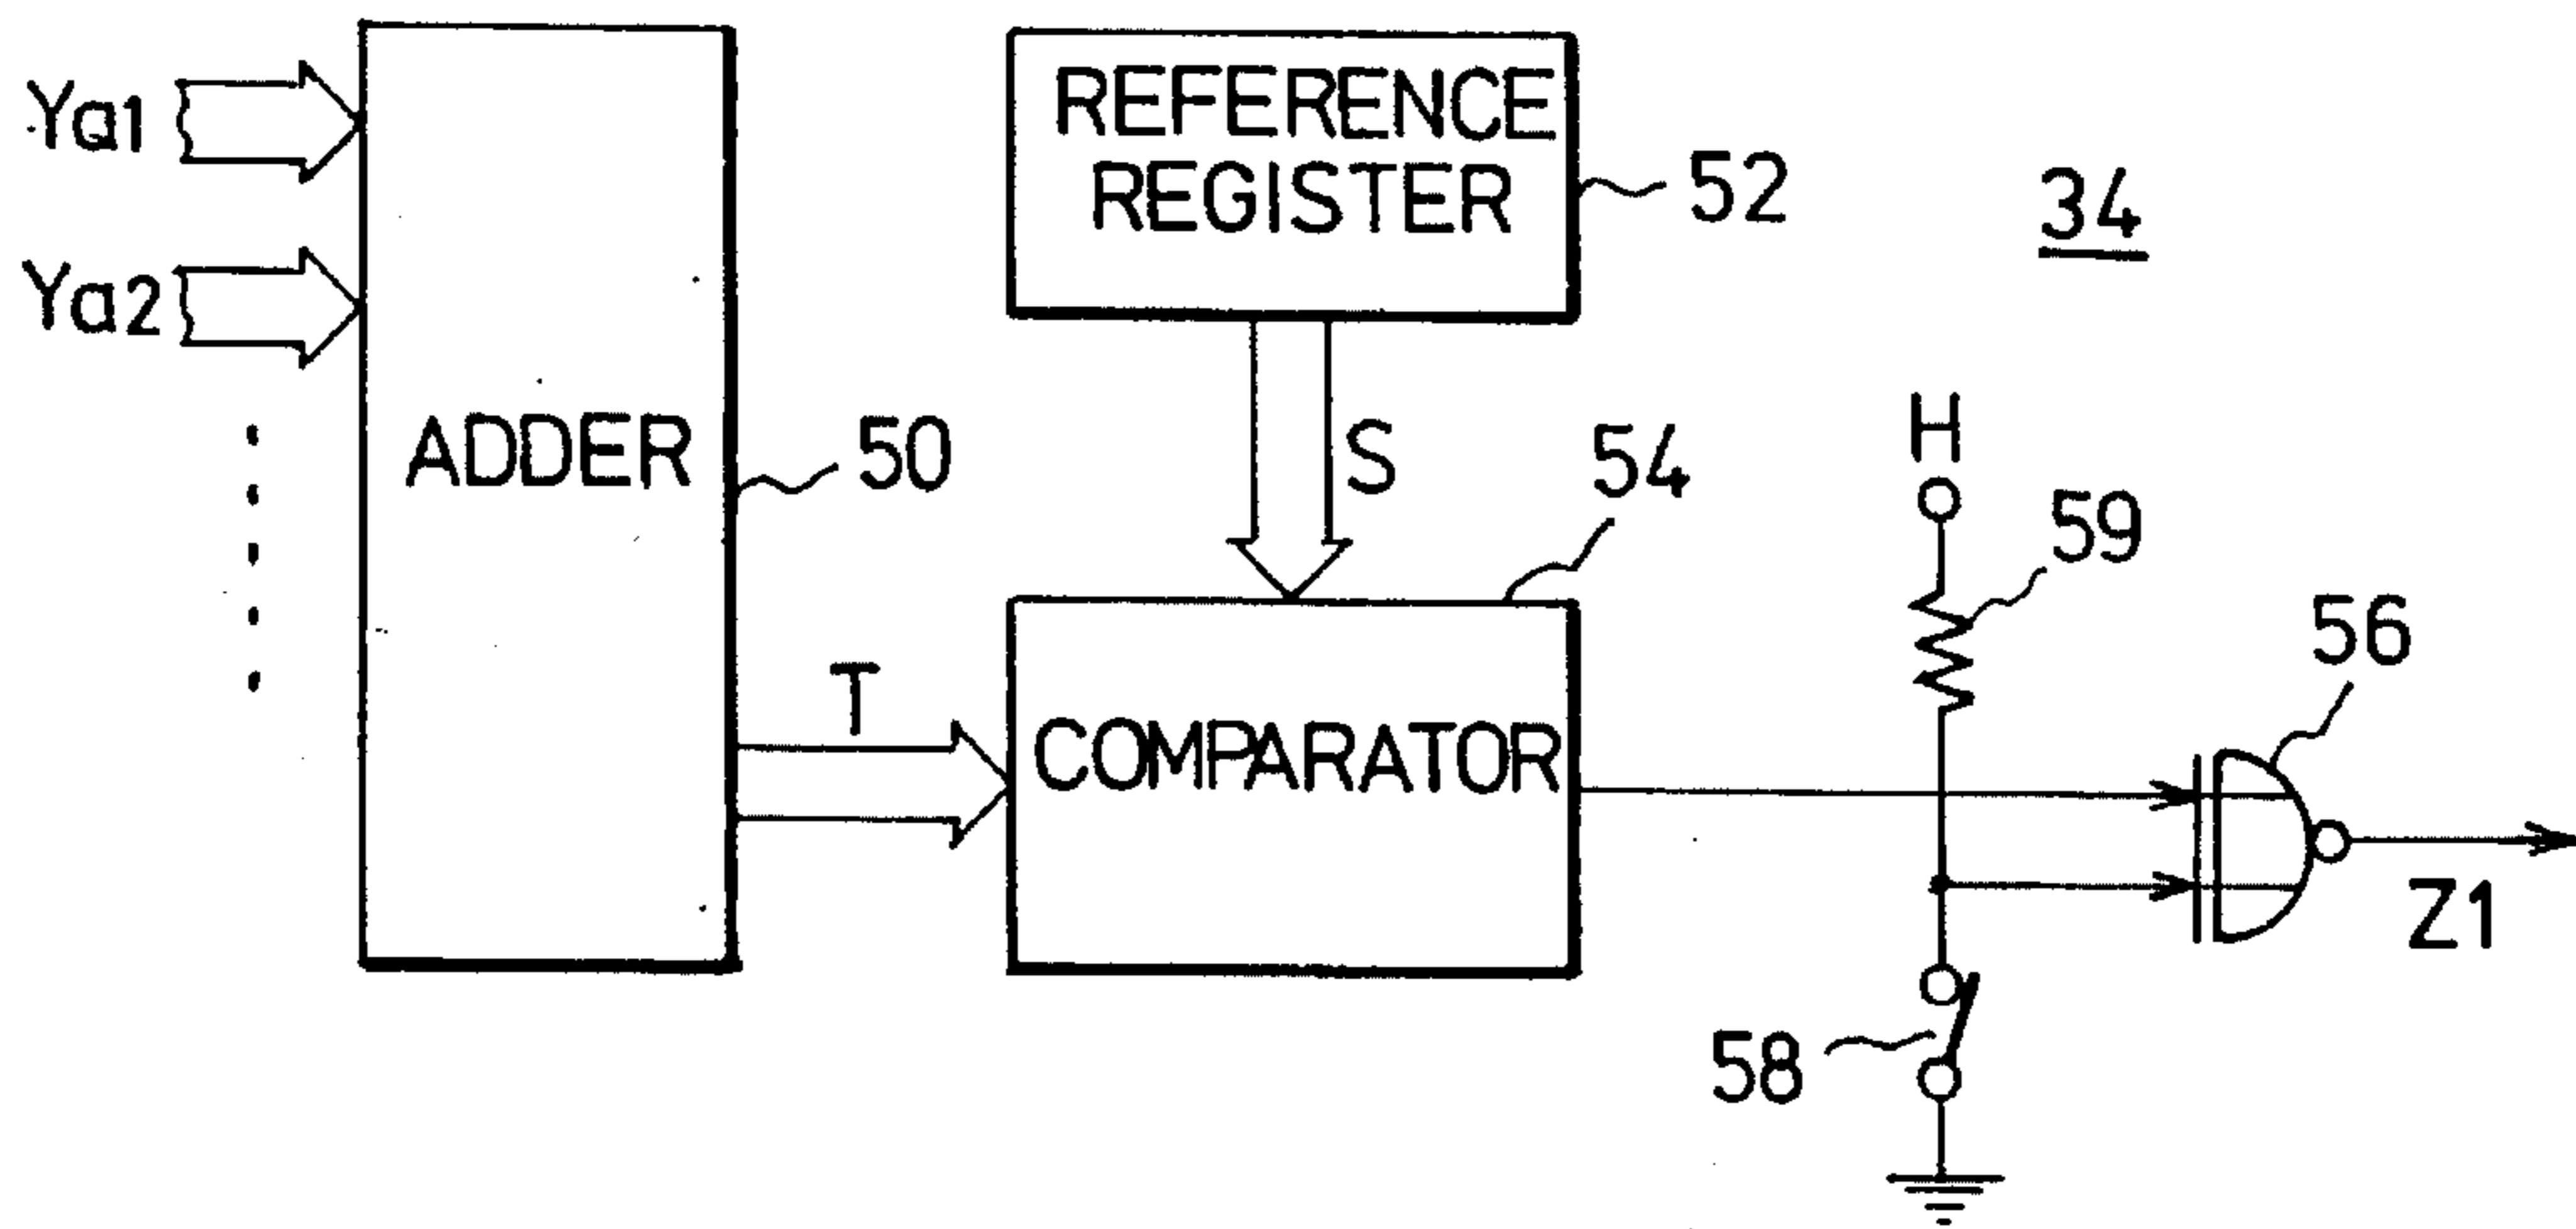 Ya1
Ya2
ADDER
50
REFERENCE
REGISTER
52
34
S
T
54
COMPARATOR
H
59
56
58
Z1